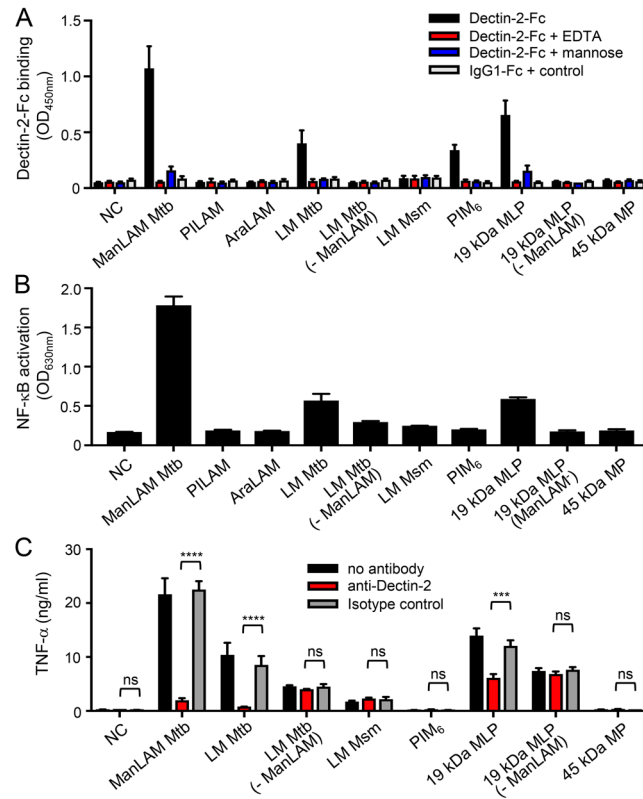 A
Dectin-2-Fc
Dectin-2-Fc + EDTA
Dectin-2-Fc + mannose
IgG1-Fc + control
Dectin-2-Fc binding
(OD450nm)
1.5
1.0
0.5
0
NC
ManLAM Mtb
PILAM
AraLAM
LM Mtb
LM Mtb
(- ManLAM)
LM Msm
PIM6
19 kDa MLP
19 kDa MLP
(- ManLAM)
45 kDa MP
B
NF-κB activation
(OD630nm)
2.0
1.5
1.0
0.5
0
NC
ManLAM Mtb
PILAM
AraLAM
LM Mtb
LM Mtb
(- ManLAM)
LM Msm
PIM6
19 kDa MLP
19 kDa MLP
(ManLAM-)
45 kDa MP
C
no antibody
anti-Dectin-2
Isotype control
TNF-α (ng/ml)
30
20
10
0
ns
****
****
ns
ns
ns
***
ns
ns
NC
ManLAM Mtb
LM Mtb
LM Mtb
(- ManLAM)
LM Msm
PIM6
19 kDa MLP
19 kDa MLP
(- ManLAM)
45 kDa MP